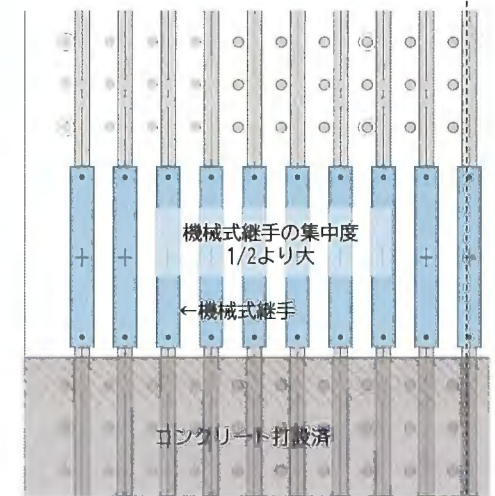 機械式継手の集中度
1/2より大
←機械式継手
コンクリート打設済